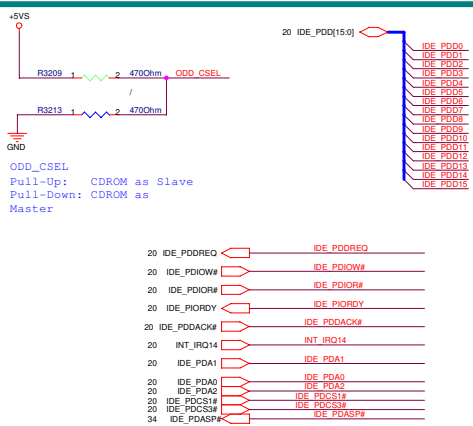 +5VS
20 IDE_PDD[15:0]
IDE_PDD0
IDE_PDD1
IDE_PDD2
IDE_PDD3
IDE_PDD4
IDE_PDD5
IDE_PDD6
IDE_PDD7
IDE_PDD8
IDE_PDD9
IDE_PDD10
IDE_PDD11
IDE_PDD12
IDE_PDD13
IDE_PDD14
IDE_PDD15
R3209 1 2 470Ohm ODD_CSEL
/
R3213 1 2 470Ohm
GND
ODD_CSEL
Pull-Up: CDROM as Slave
Pull-Down: CDROM as
Master
20 IDE_PDDREQ IDE_PDDREQ
20 IDE_PDIOW# IDE_PDIOW#
20 IDE_PDIOR# IDE_PDIOR#
20 IDE_PIORDY IDE_PIORDY
20 IDE_PDDACK# IDE_PDDACK#
20 INT_IRQ14 INT_IRQ14
20 IDE_PDA1 IDE_PDA1
20 IDE_PDA0 IDE_PDA0
20 IDE_PDA2 IDE_PDA2
20 IDE_PDCS1# IDE_PDCS1#
20 IDE_PDCS3# IDE_PDCS3#
34 IDE_PDASP# IDE_PDASP#